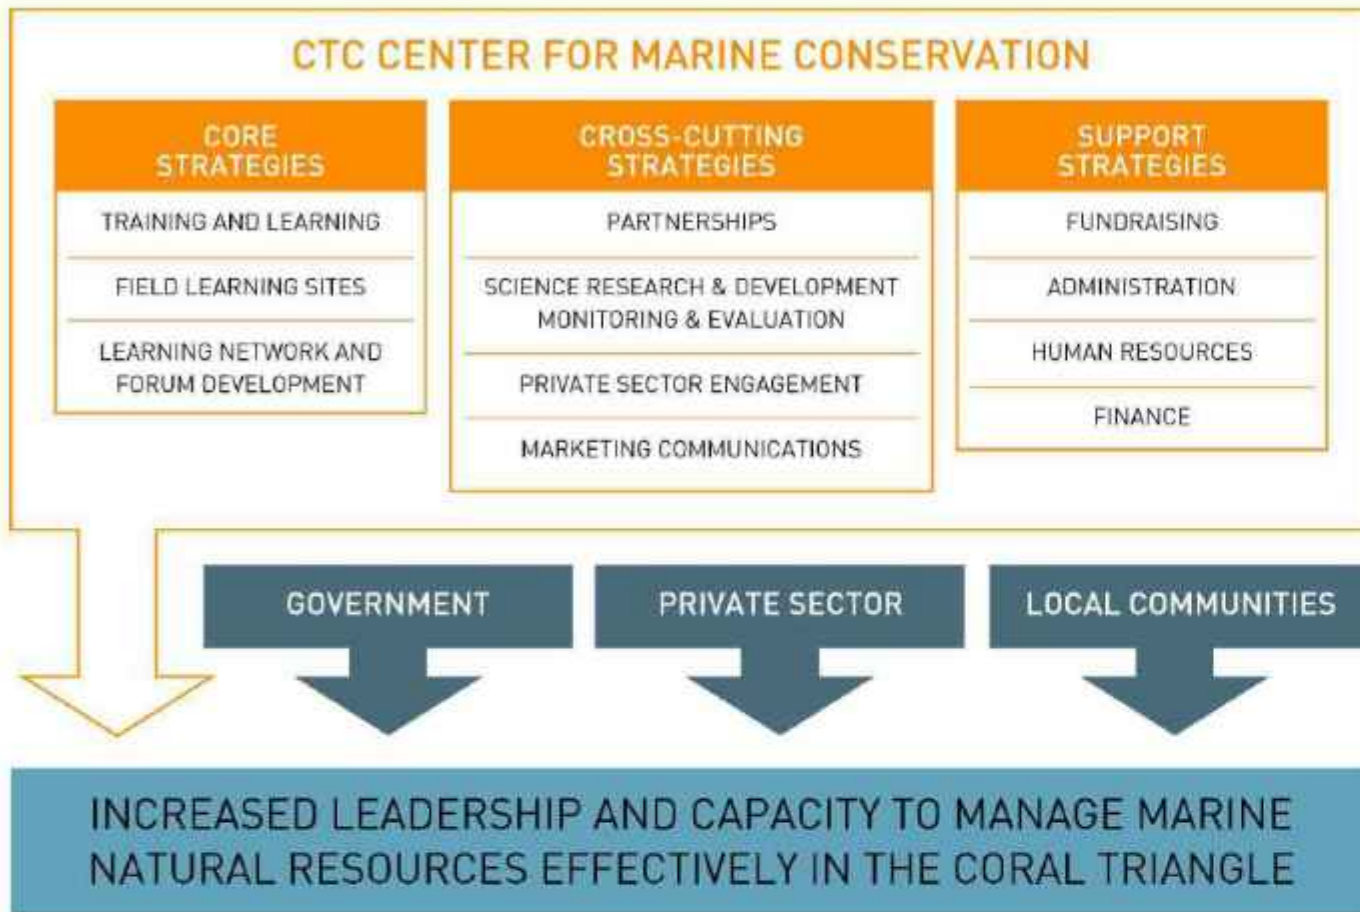 CTC CENTER FOR MARINE CONSERVATION
CORE
STRATEGIES
TRAINING AND LEARNING
FIELD LEARNING SITES
LEARNING NETWORK AND
FORUM DEVELOPMENT
CROSS-CUTTING
STRATEGIES
PARTNERSHIPS
SCIENCE RESEARCH & DEVELOPMENT
MONITORING & EVALUATION
PRIVATE SECTOR ENGAGEMENT
MARKETING COMMUNICATIONS
SUPPORT
STRATEGIES
FUNDRAISING
ADMINISTRATION
HUMAN RESOURCES
FINANCE
GOVERNMENT
PRIVATE SECTOR
LOCAL COMMUNITIES
INCREASED LEADERSHIP AND CAPACITY TO MANAGE MARINE
NATURAL RESOURCES EFFECTIVELY IN THE CORAL TRIANGLE